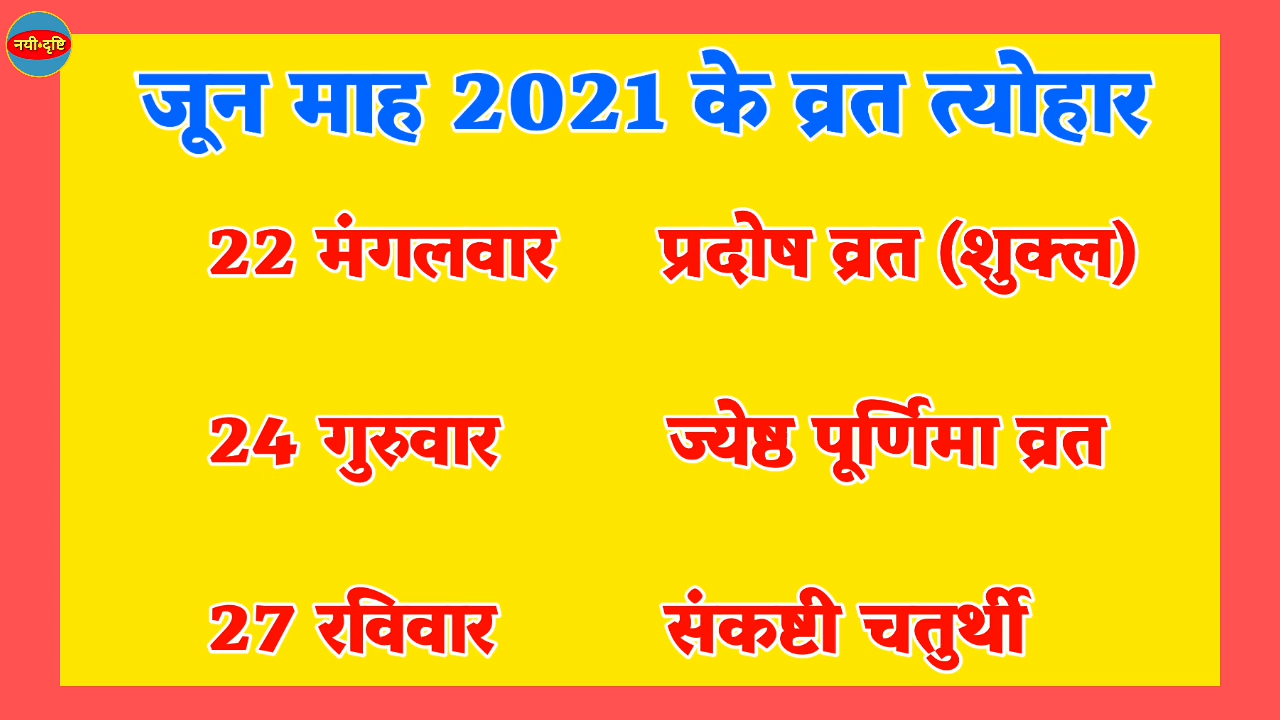 नयी•दृष्टि
जून माह 2021 के व्रत त्योहार
22 मंगलवार प्रदोष व्रत (शुक्ल)
24 गुरुवार ज्येष्ठ पूर्णिमा व्रत
27 रविवार संकष्टी चतुर्थी